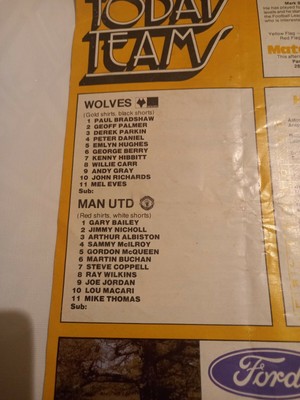 TODAY
TEAMS
WOLVES
(Gold shirts, black shorts)
1 PAUL BRADSHAW
2 GEOFF PALMER
3 DEREK PARKIN
4 PETER DANIEL
5 EMLYN HUGHES
6 GEORGE BERRY
7 KENNY HIBBITT
8 WILLIE CARR
9 ANDY GRAY
10 JOHN RICHARDS
11 MEL EVES
Sub:
MAN UTD
(Red shirts, white shorts)
1 GARY BAILEY
2 JIMMY NICHOLL
3 ARTHUR ALBISTON
4 SAMMY McILROY
5 GORDON McQUEEN
6 MARTIN BUCHAN
7 STEVE COPPELL
8 RAY WILKINS
9 JOE JORDAN
10 LOU MACARI
11 MIKE THOMAS
Sub:
Ford